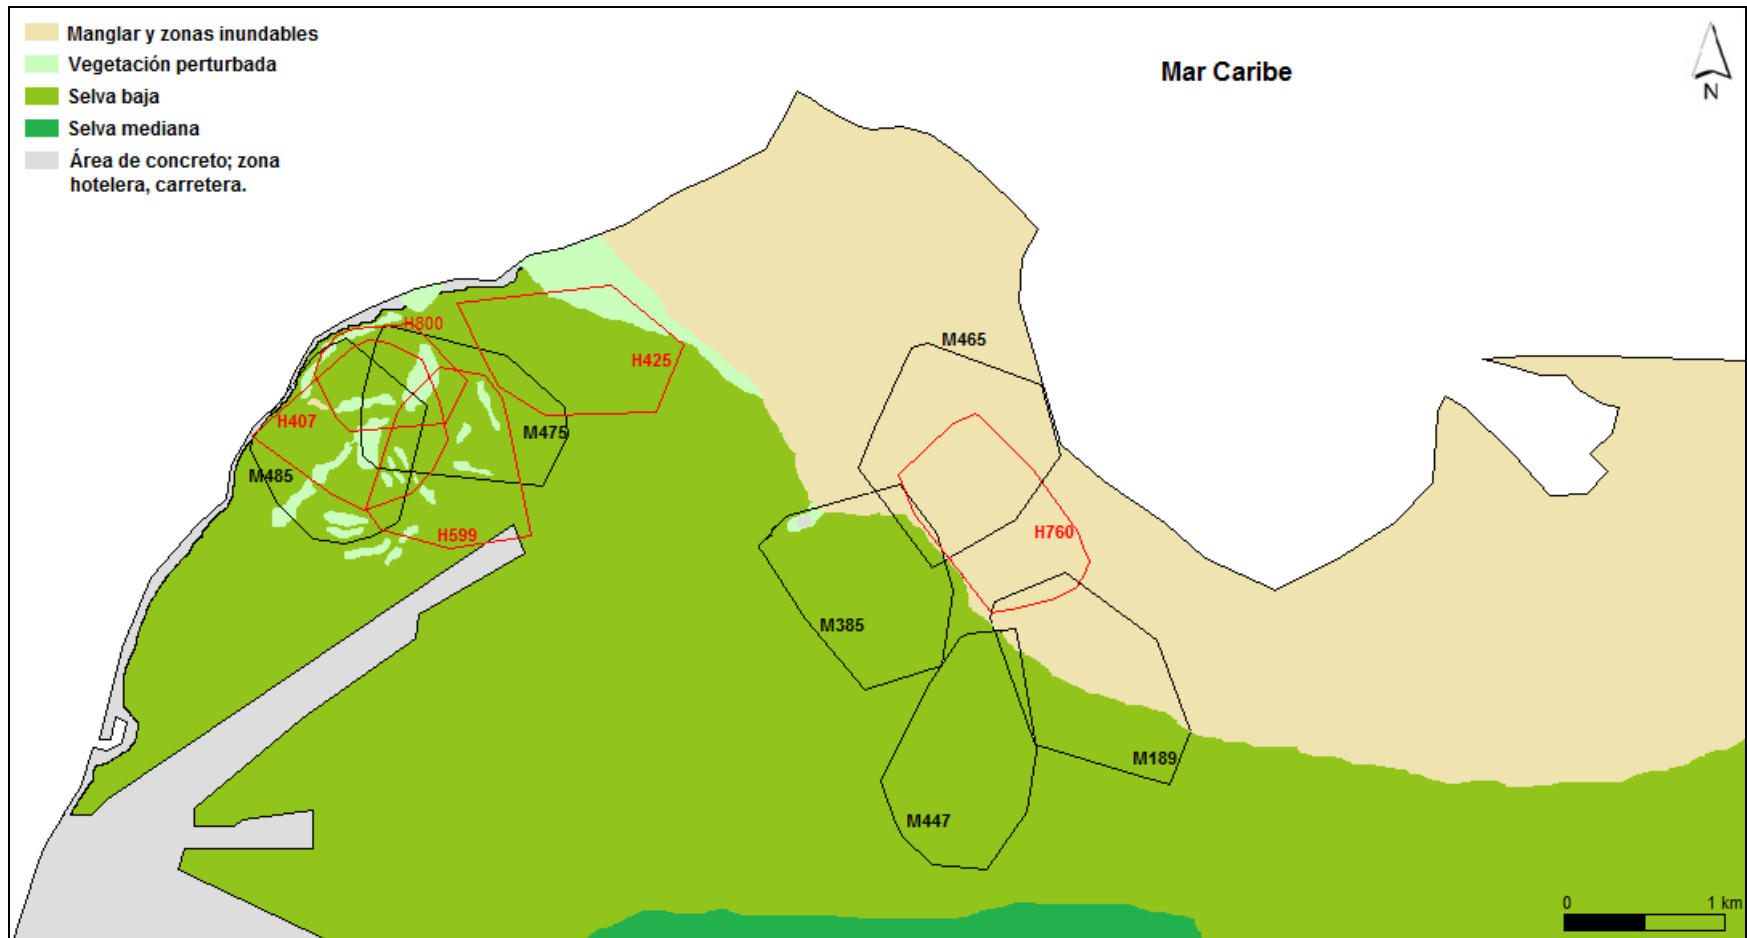 Manglar y zonas inundables
Vegetación perturbada
Selva baja
Selva mediana
Área de concreto; zona
hotelera, carretera.
Mar Caribe
N
H800
H425
M465
H407
M475
M485
H599
H760
M385
M189
M447
0 1 km